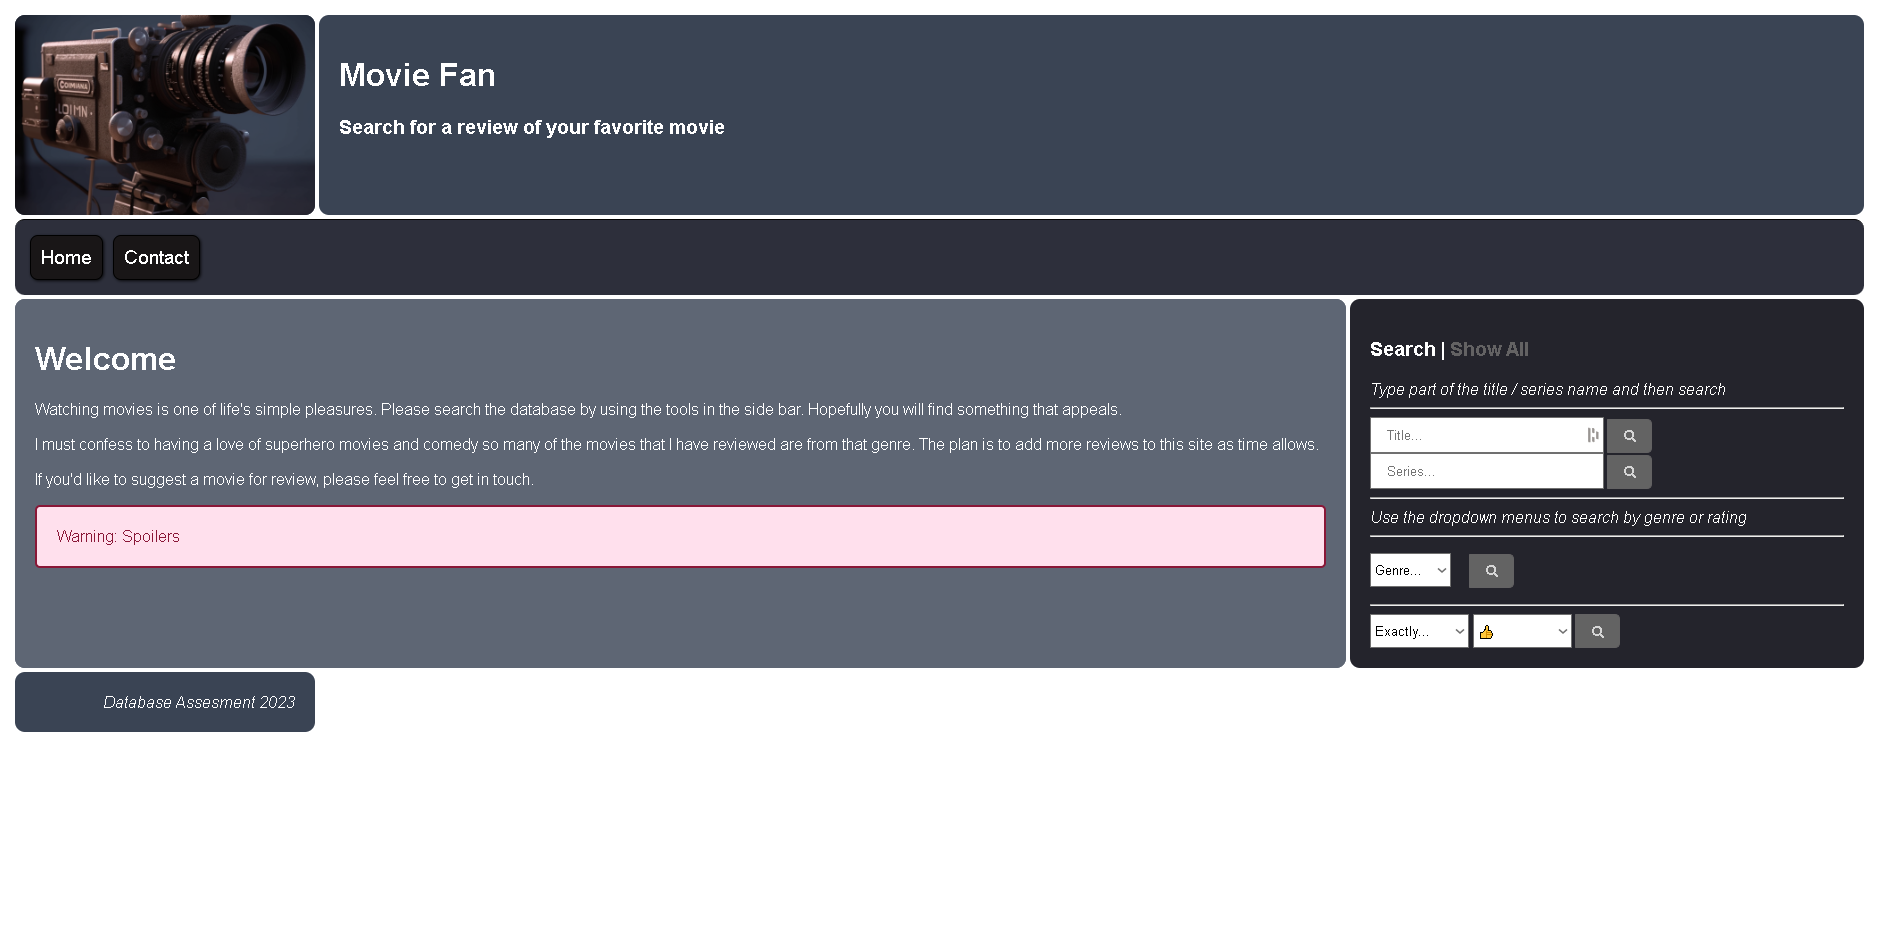 COIMIANA
LOIMN
Movie Fan
Search for a review of your favorite movie
Home
Contact
Welcome
Watching movies is one of life's simple pleasures. Please search the database by using the tools in the side bar. Hopefully you will find something that appeals.
I must confess to having a love of superhero movies and comedy so many of the movies that I have reviewed are from that genre. The plan is to add more reviews to this site as time allows.
If you'd like to suggest a movie for review, please feel free to get in touch.
Warning: Spoilers
Search | Show All
Type part of the title / series name and then search
Title...
Series...
Use the dropdown menus to search by genre or rating
Genre...
Exactly...
Database Assesment 2023